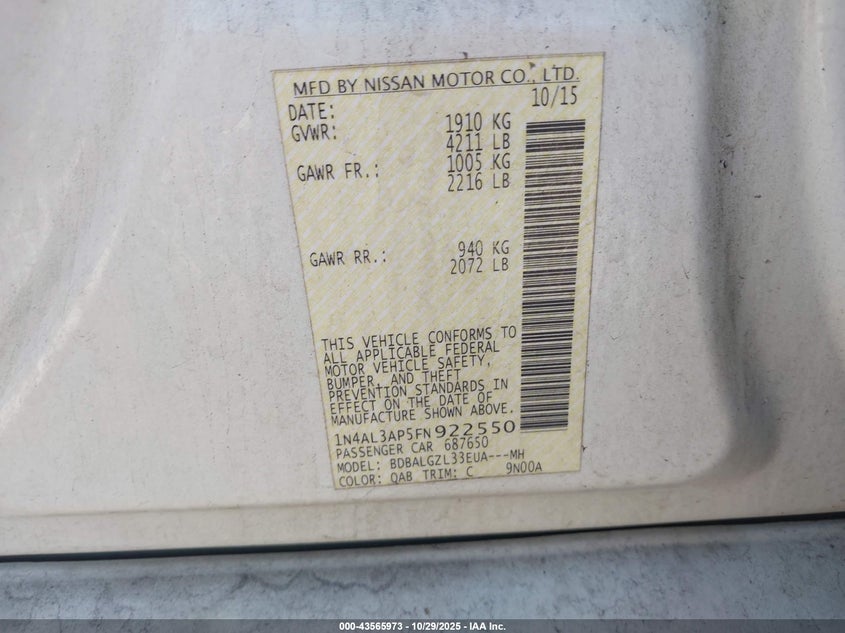 MFD BY NISSAN MOTOR CO., LTD.
DATE: 10/15
GVWR: 1910 KG
4211 LB
GAWR FR.: 1005 KG
2216 LB
GAWR RR.: 940 KG
2072 LB
THIS VEHICLE CONFORMS TO
ALL APPLICABLE FEDERAL
MOTOR VEHICLE SAFETY,
BUMPER, AND THEFT
PREVENTION STANDARDS IN
EFFECT ON THE DATE OF
MANUFACTURE SHOWN ABOVE.
1N4AL3AP5FN922550
PASSENGER CAR 687650
MODEL: BDBALGZL33EUA---MH
COLOR: QAB TRIM: C 9N00A
000-43565973 | 10/29/2025 - IAA Inc.